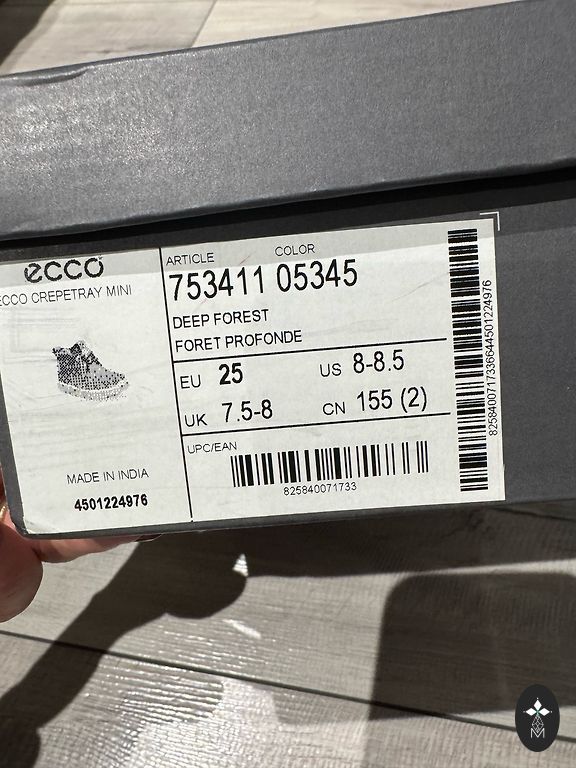 ecco
ECCO CREPETRAY MINI
MADE IN INDIA
4501224976
ARTICLE COLOR
753411 05345
DEEP FOREST
FORET PROFONDE
EU 25 US 8-8.5
UK 7.5-8 CN 155 (2)
UPC/EAN
825840071733
8258400717336644501224976
M